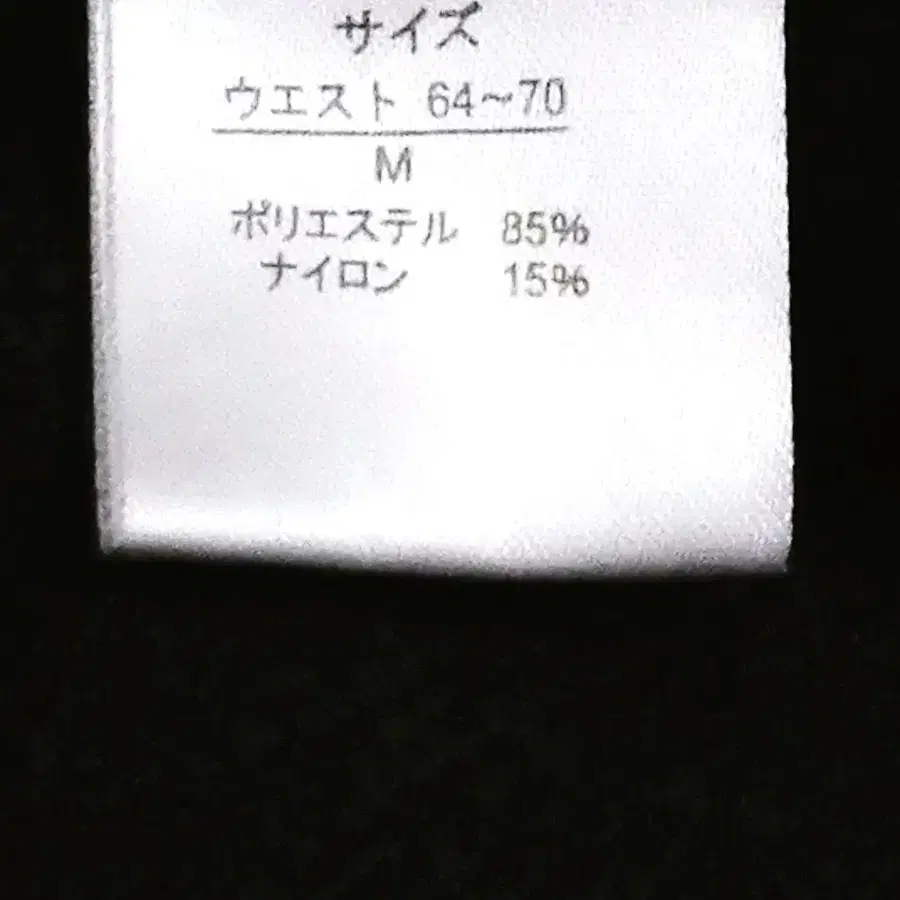 サイズ
ウエスト 64~70
M
ポリエステル 85%
ナイロン 15%